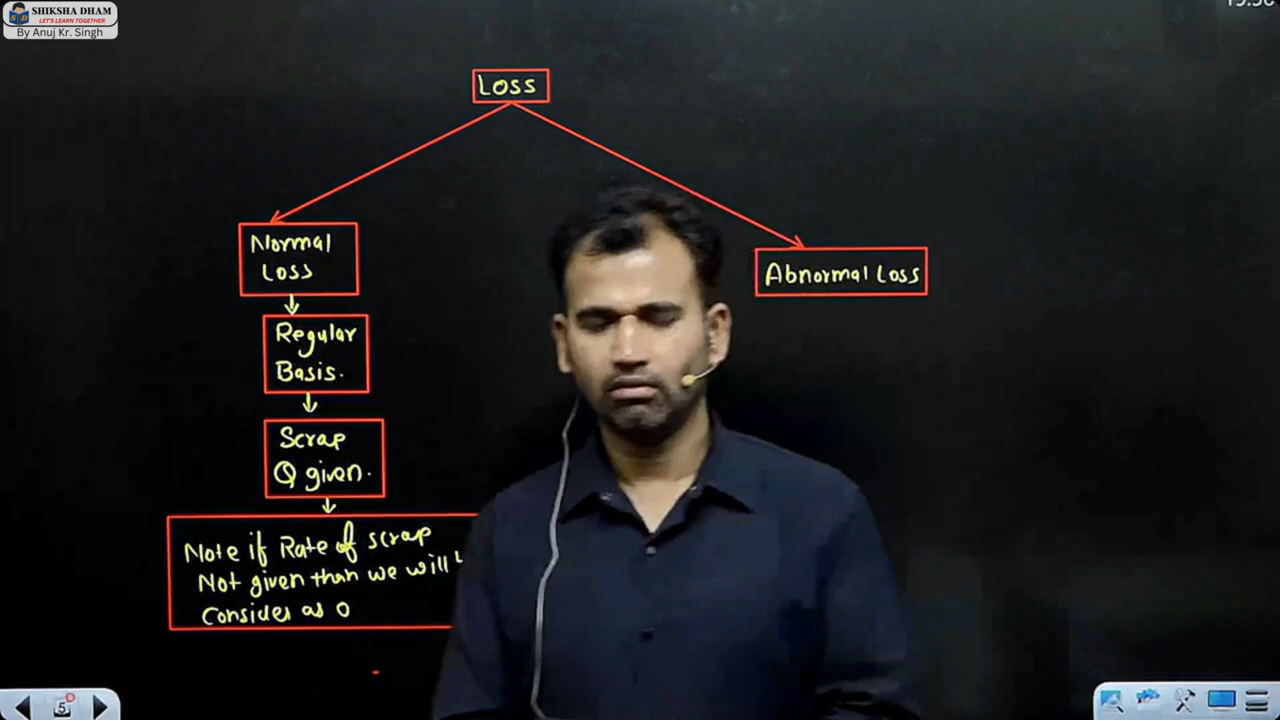 SHIKSHA DHAM
LET'S LEARN TOGETHER
By Anuj Kr. Singh
Loss
Normal
Loss
Abnormal Loss
Regular
Basis.
Scrap
Q given.
Note if Rate of scrap
Not given than we will
Consider as 0
5